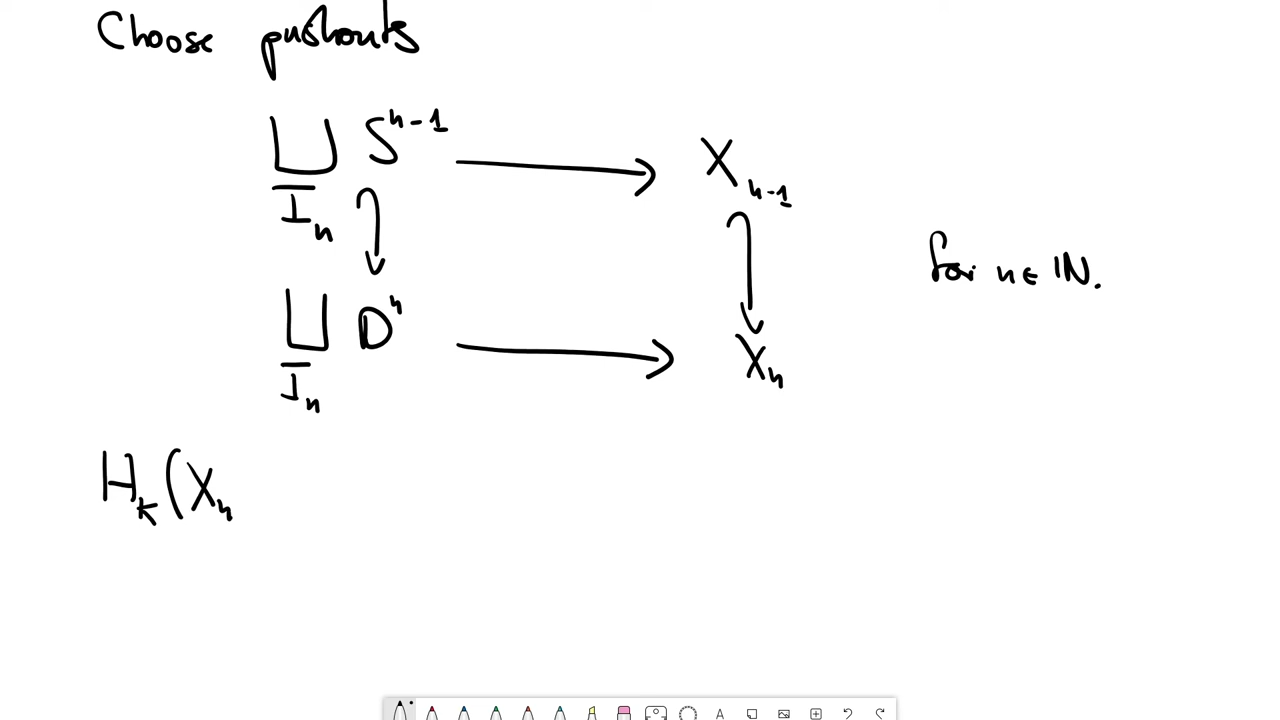 Choose pushouts
⊔_{I_n} S^{n-1} ⟶ X_{n-1}
for n ∈ ℕ.
⊔_{I_n} D^n ⟶ X_n
H_k(X_n